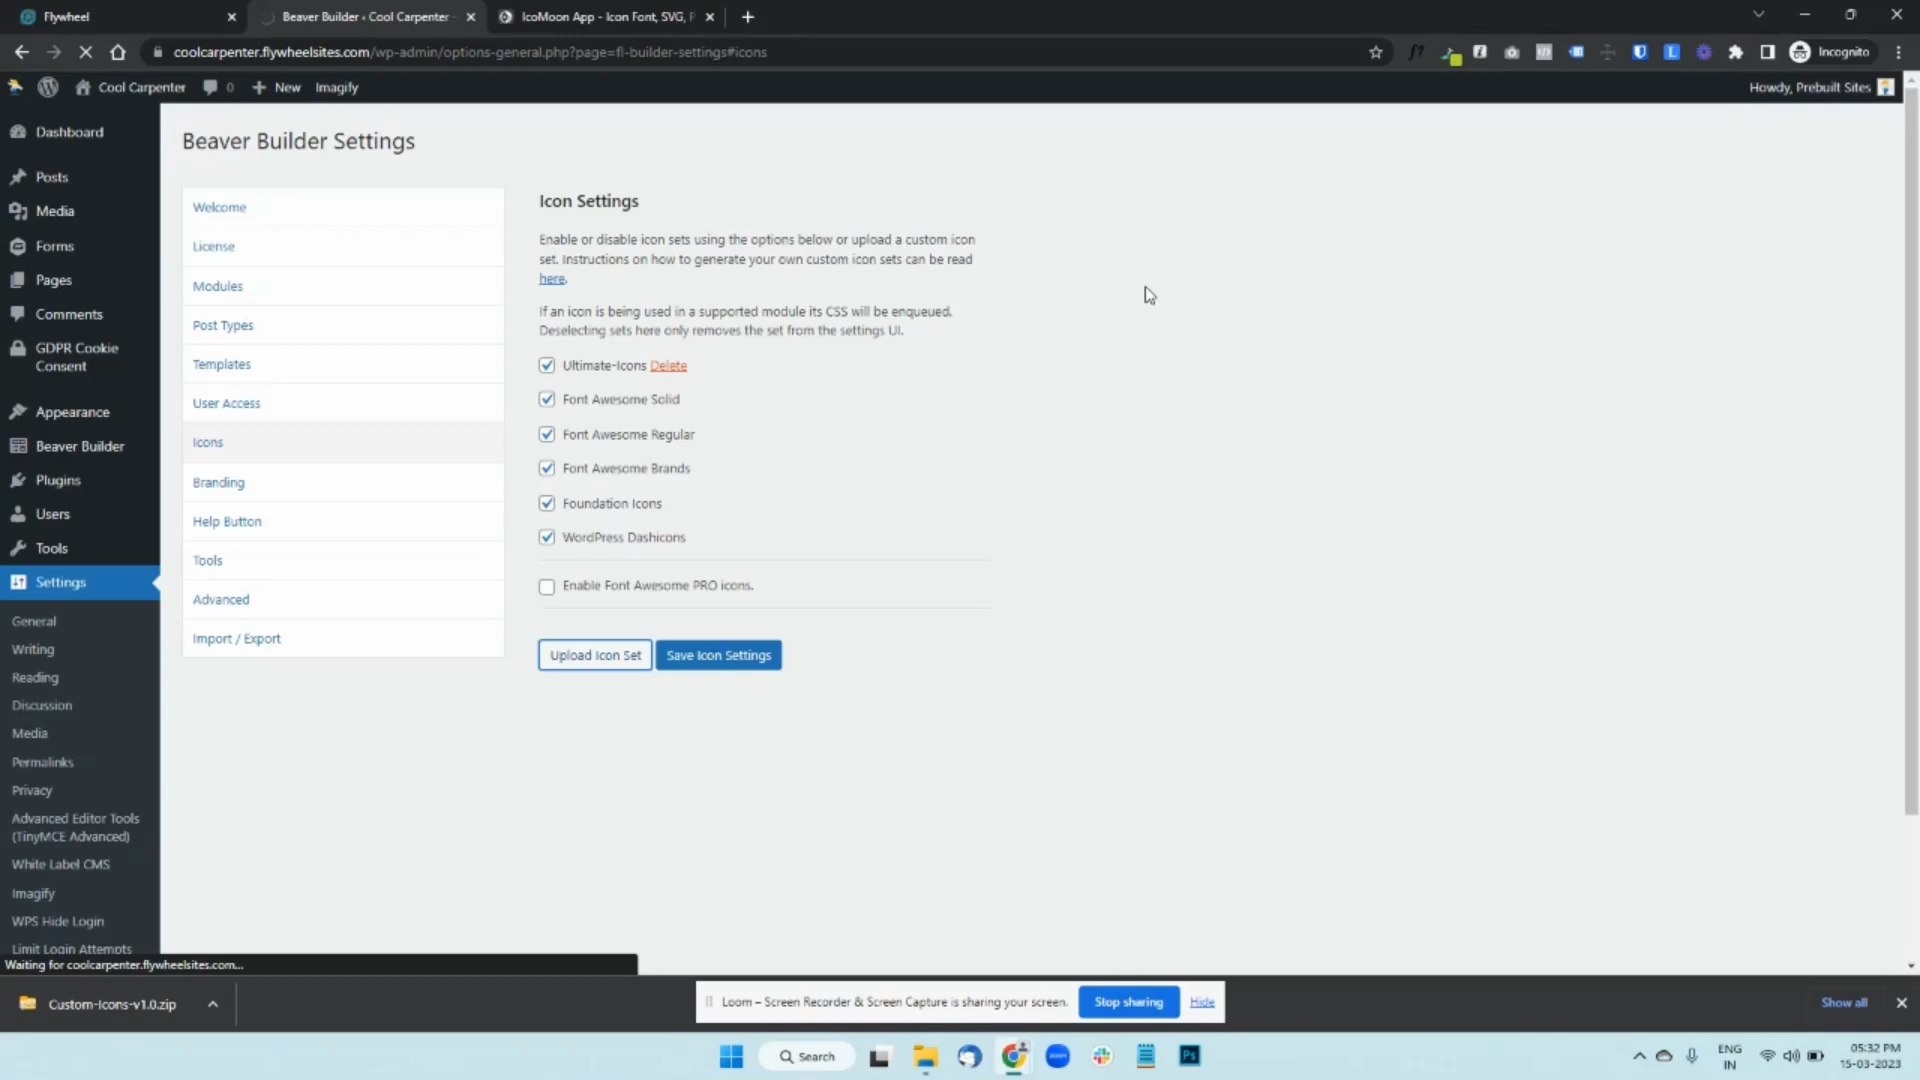 Flywheel
Beaver Builder ‹ Cool Carpenter
IcoMoon App - Icon Font, SVG, P
coolcarpenter.flywheelsites.com/wp-admin/options-general.php?page=fl-builder-settings#icons
Incognito
Cool Carpenter
0
New
Imagify
Howdy, Prebuilt Sites
Dashboard
Posts
Media
Forms
Pages
Comments
GDPR Cookie
Consent
Appearance
Beaver Builder
Plugins
Users
Tools
Settings
General
Writing
Reading
Discussion
Media
Permalinks
Privacy
Advanced Editor Tools
(TinyMCE Advanced)
White Label CMS
Imagify
WPS Hide Login
Limit Login Attempts
Beaver Builder Settings
Welcome
License
Modules
Post Types
Templates
User Access
Icons
Branding
Help Button
Tools
Advanced
Import / Export
Icon Settings
Enable or disable icon sets using the options below or upload a custom icon
set. Instructions on how to generate your own custom icon sets can be read
here.
If an icon is being used in a supported module its CSS will be enqueued.
Deselecting sets here only removes the set from the settings UI.
Ultimate-Icons Delete
Font Awesome Solid
Font Awesome Regular
Font Awesome Brands
Foundation Icons
WordPress Dashicons
Enable Font Awesome PRO icons.
Upload Icon Set
Save Icon Settings
Waiting for coolcarpenter.flywheelsites.com...
Custom-Icons-v1.0.zip
Loom – Screen Recorder & Screen Capture is sharing your screen.
Stop sharing
Hide
Show all
Search
Ps
ENG
IN
05:32 PM
15-03-2023